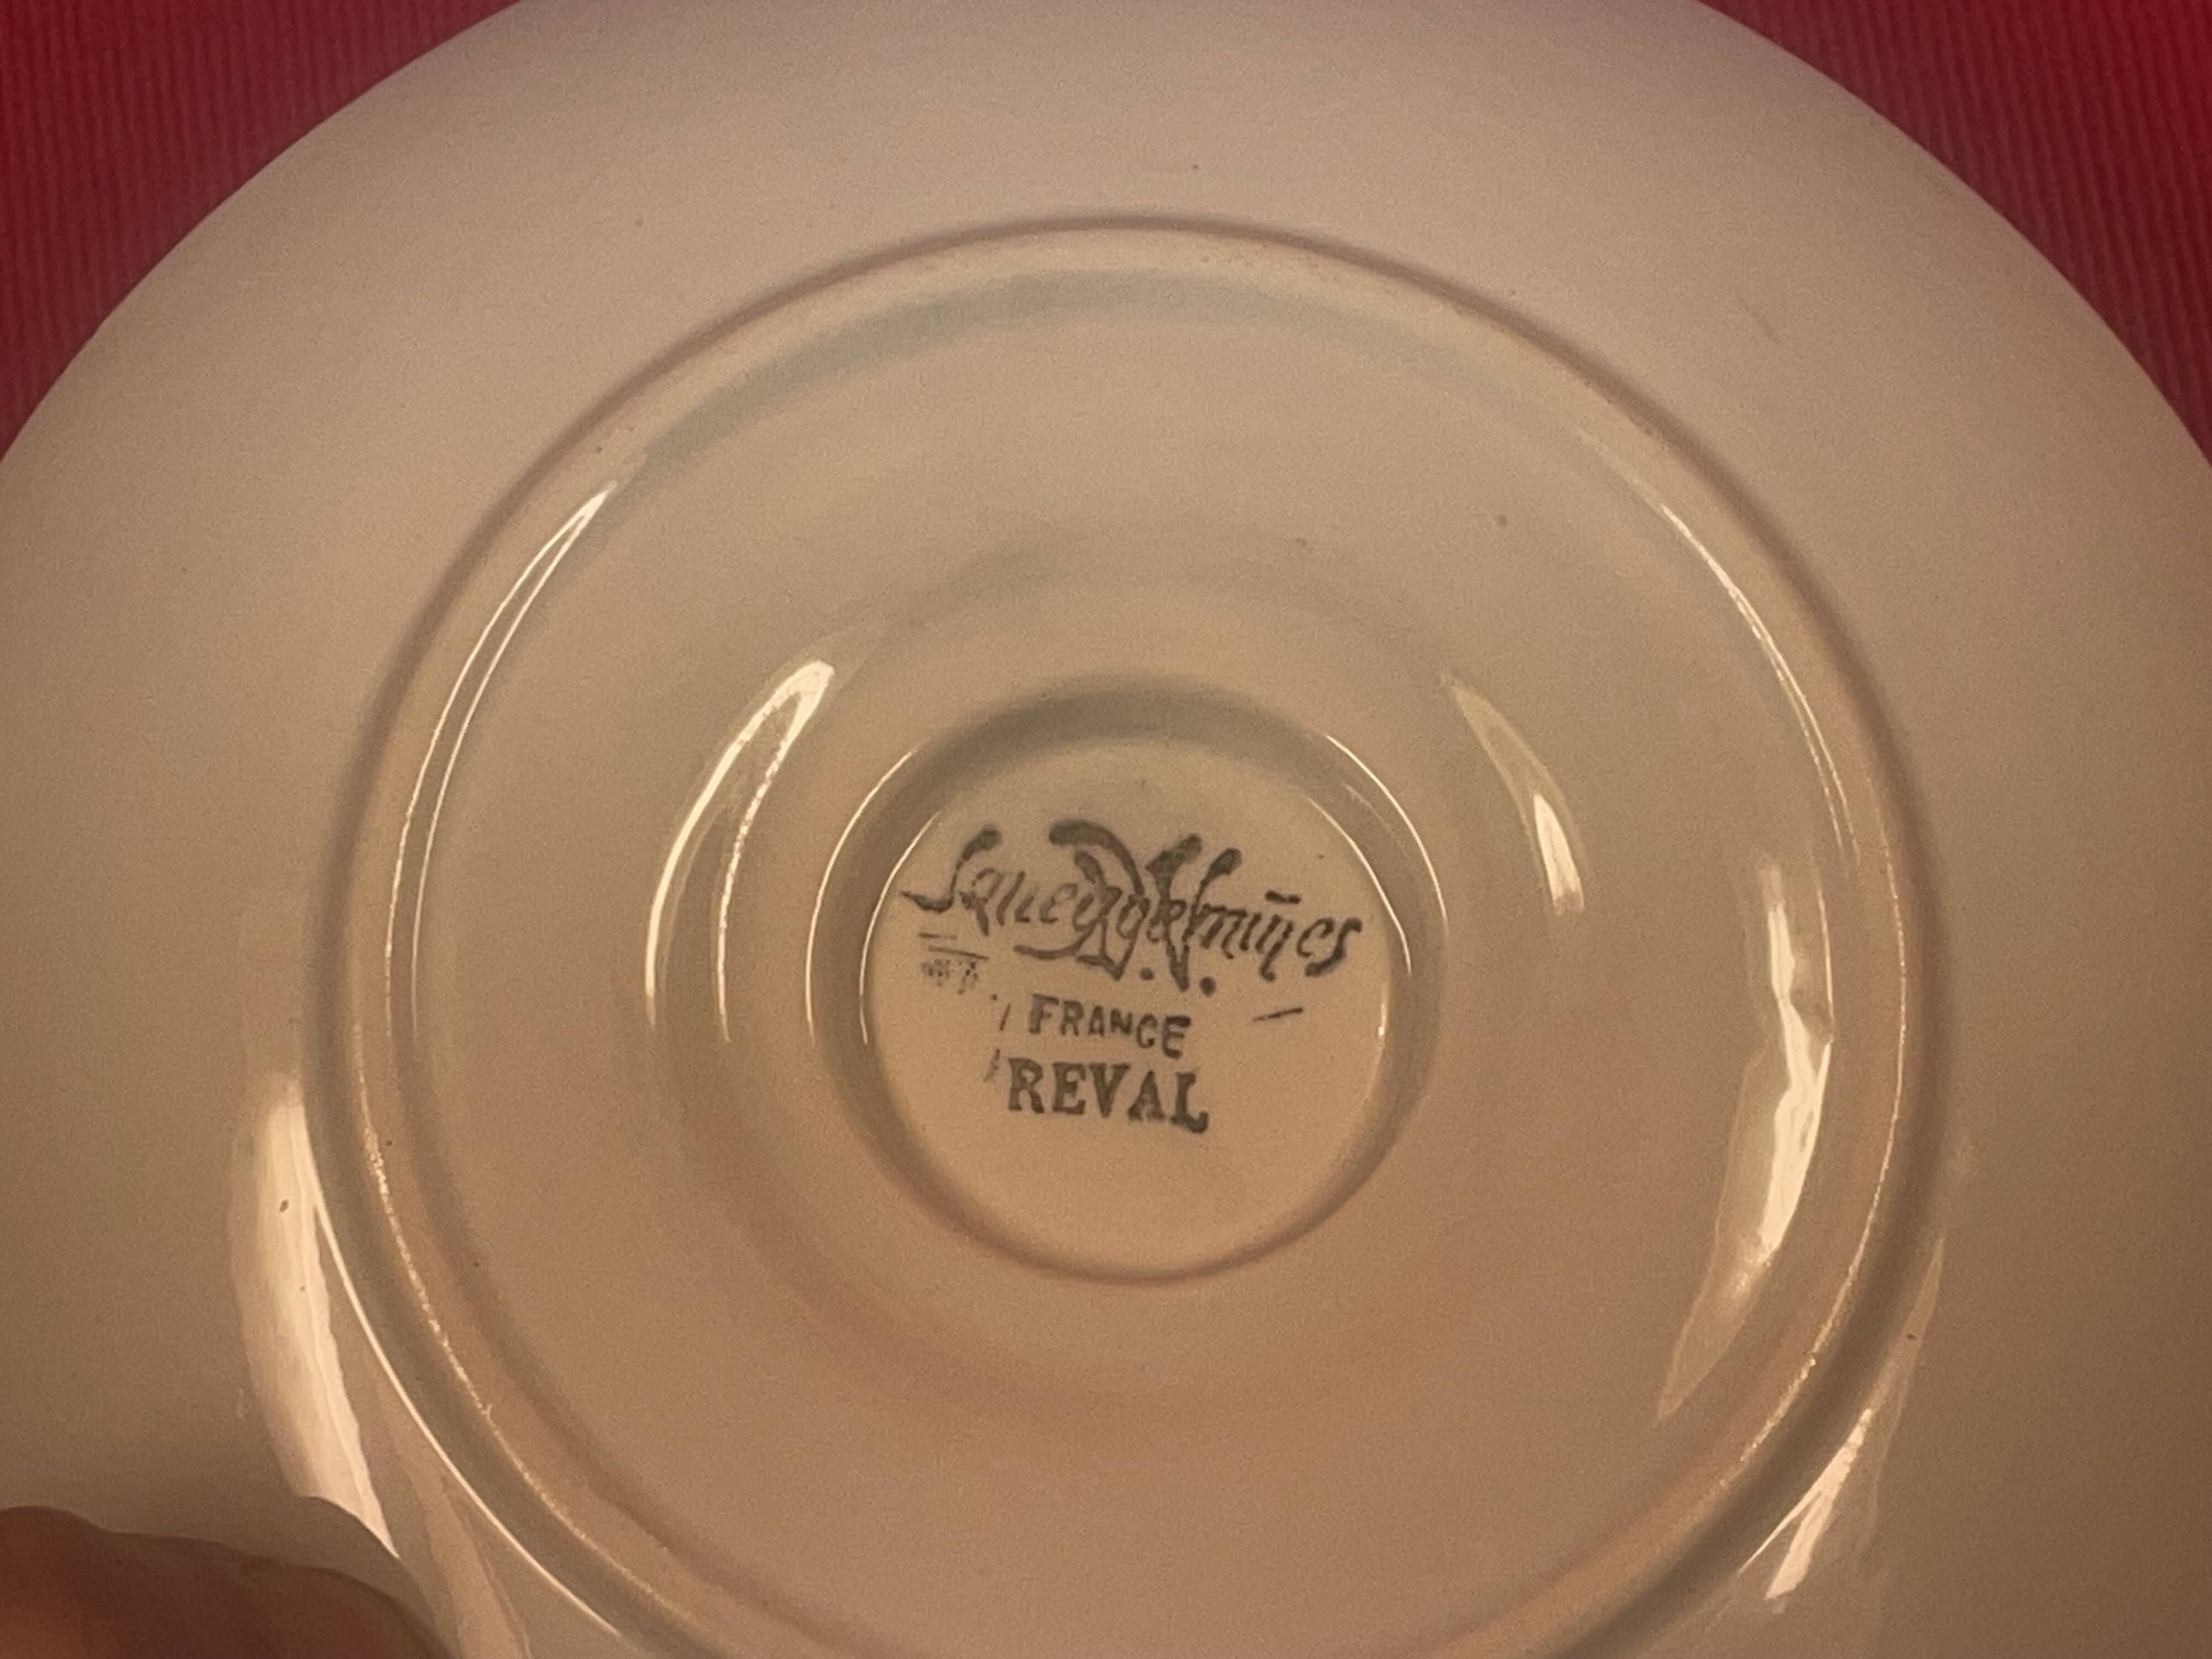 Sarreguemines
D.V.
FRANCE
REVAL